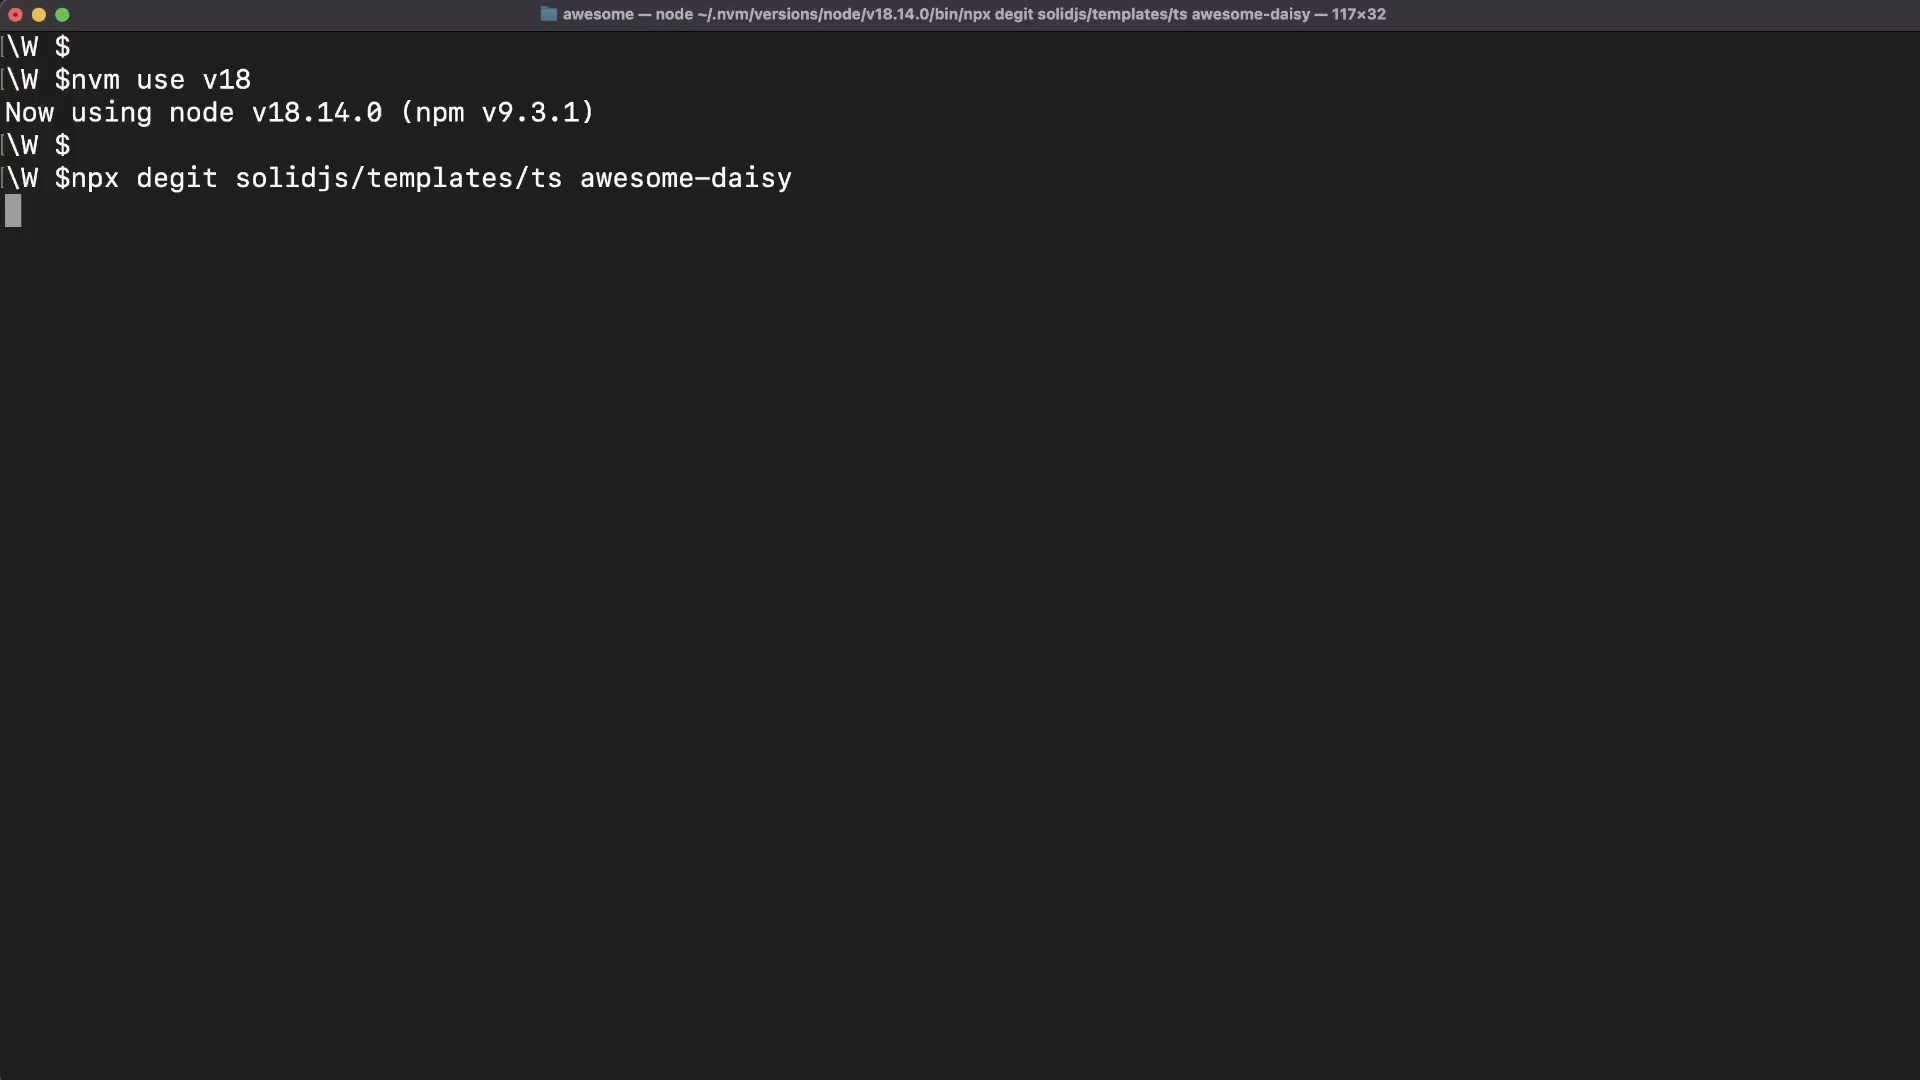 awesome — node ~/.nvm/versions/node/v18.14.0/bin/npx degit solidjs/templates/ts awesome-daisy — 117×32
[\W $
[\W $nvm use v18
Now using node v18.14.0 (npm v9.3.1)
[\W $
[\W $npx degit solidjs/templates/ts awesome-daisy